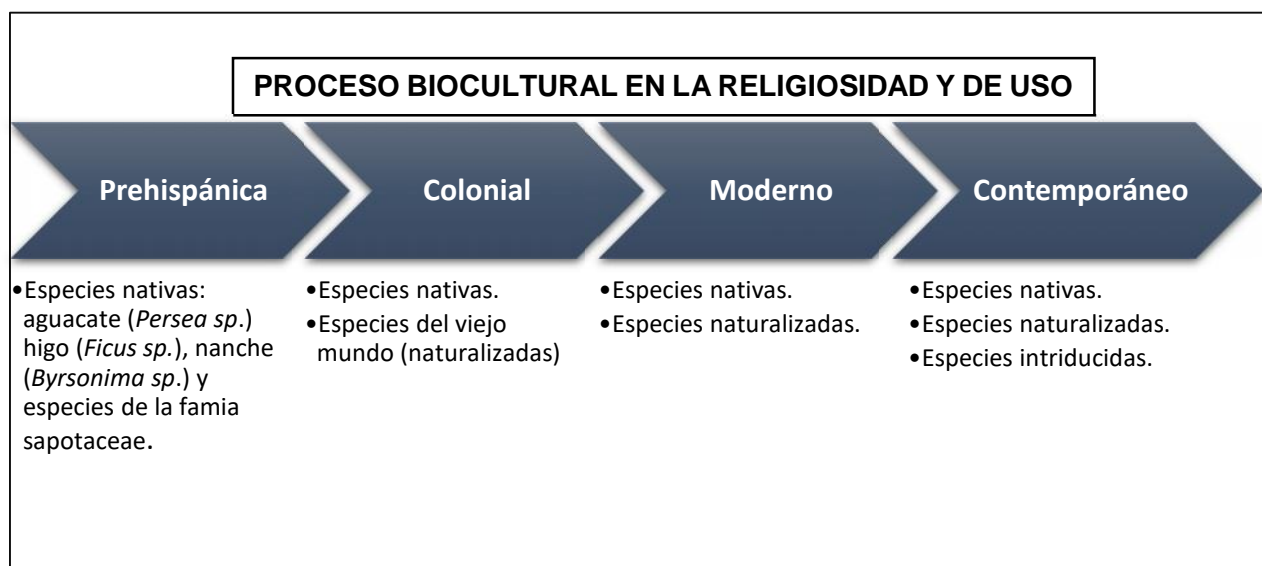 PROCESO BIOCULTURAL EN LA RELIGIOSIDAD Y DE USO
Prehispánica
•Especies nativas:
aguacate (Persea sp.)
higo (Ficus sp.), nanche
(Byrsonima sp.) y
especies de la famia
sapotaceae.
Colonial
•Especies nativas.
•Especies del viejo
mundo (naturalizadas)
Moderno
•Especies nativas.
•Especies naturalizadas.
Contemporáneo
•Especies nativas.
•Especies naturalizadas.
•Especies intriducidas.